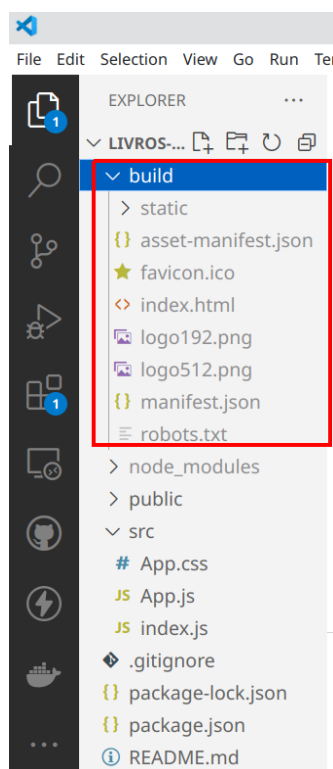 File Edit Selection View Go Run
EXPLORER ...
LIVROS-...
build
static
{} asset-manifest.json
favicon.ico
<> index.html
logo192.png
logo512.png
{} manifest.json
robots.txt
node_modules
public
src
# App.css
JS App.js
JS index.js
.gitignore
{} package-lock.json
{} package.json
README.md
1
1